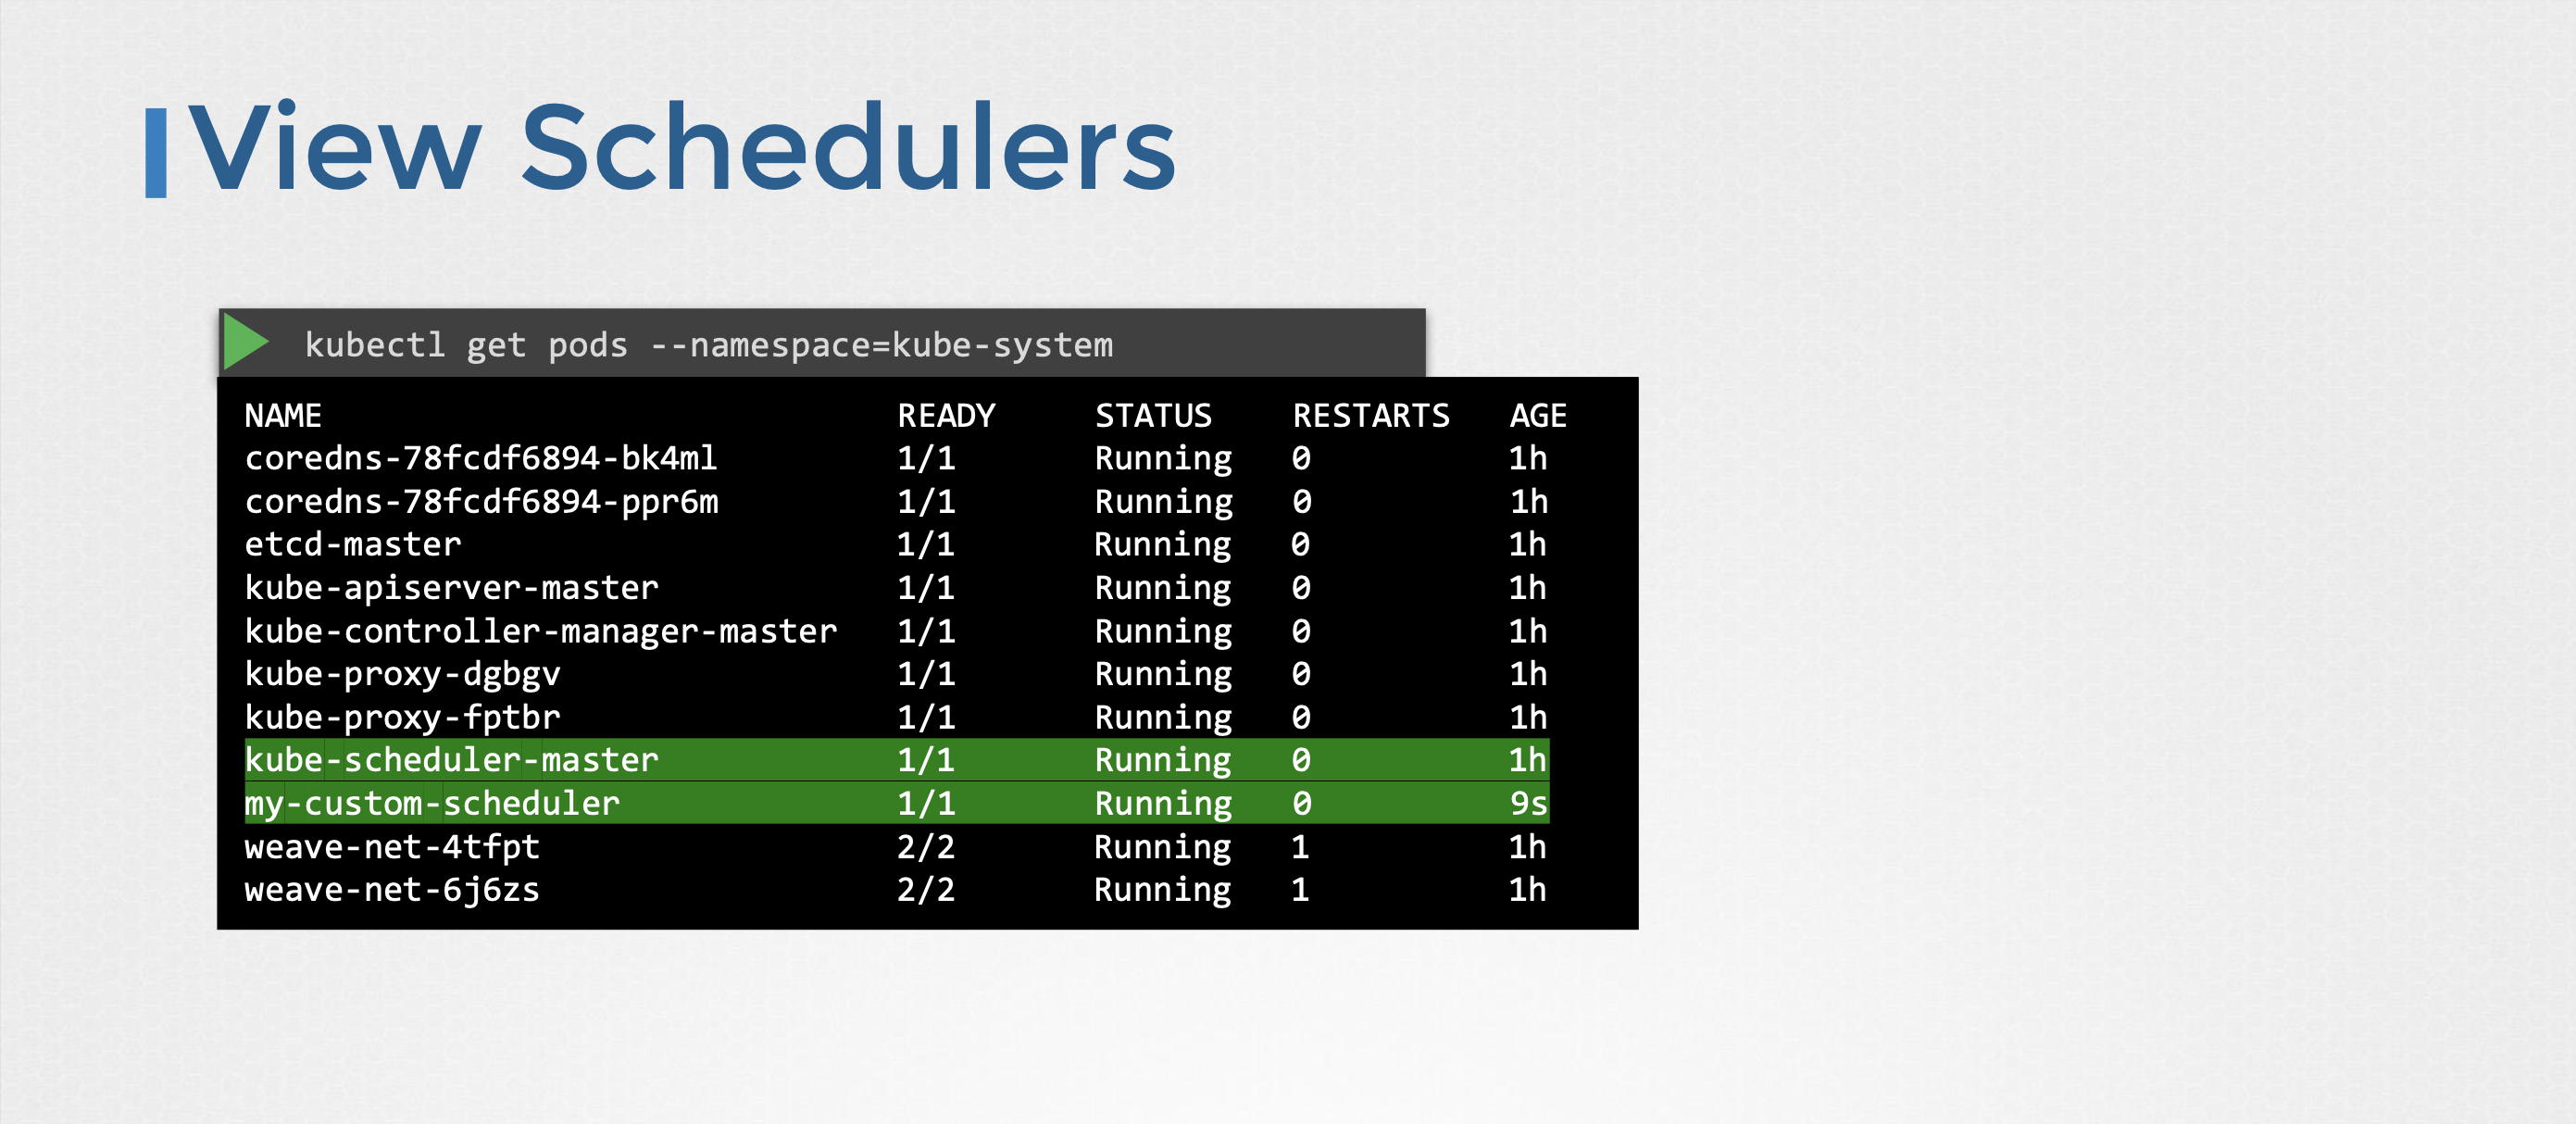 View Schedulers
kubectl get pods --namespace=kube-system
NAME READY STATUS RESTARTS AGE
coredns-78fcdf6894-bk4ml 1/1 Running 0 1h
coredns-78fcdf6894-ppr6m 1/1 Running 0 1h
etcd-master 1/1 Running 0 1h
kube-apiserver-master 1/1 Running 0 1h
kube-controller-manager-master 1/1 Running 0 1h
kube-proxy-dgbgv 1/1 Running 0 1h
kube-proxy-fptbr 1/1 Running 0 1h
kube-scheduler-master 1/1 Running 0 1h
my-custom-scheduler 1/1 Running 0 9s
weave-net-4tfpt 2/2 Running 1 1h
weave-net-6j6zs 2/2 Running 1 1h